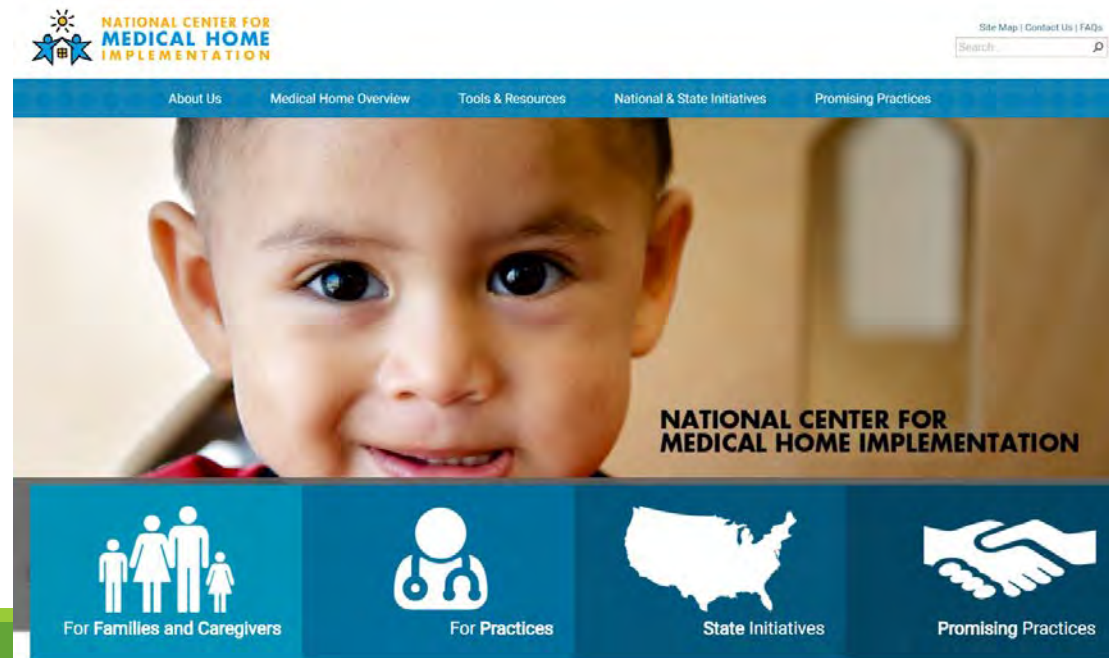 NATIONAL CENTER FOR
MEDICAL HOME
IMPLEMENTATION
Site Map | Contact Us | FAQs
Search...
About Us Medical Home Overview Tools & Resources National & State Initiatives Promising Practices
NATIONAL CENTER FOR
MEDICAL HOME IMPLEMENTATION
For Families and Caregivers For Practices State Initiatives Promising Practices